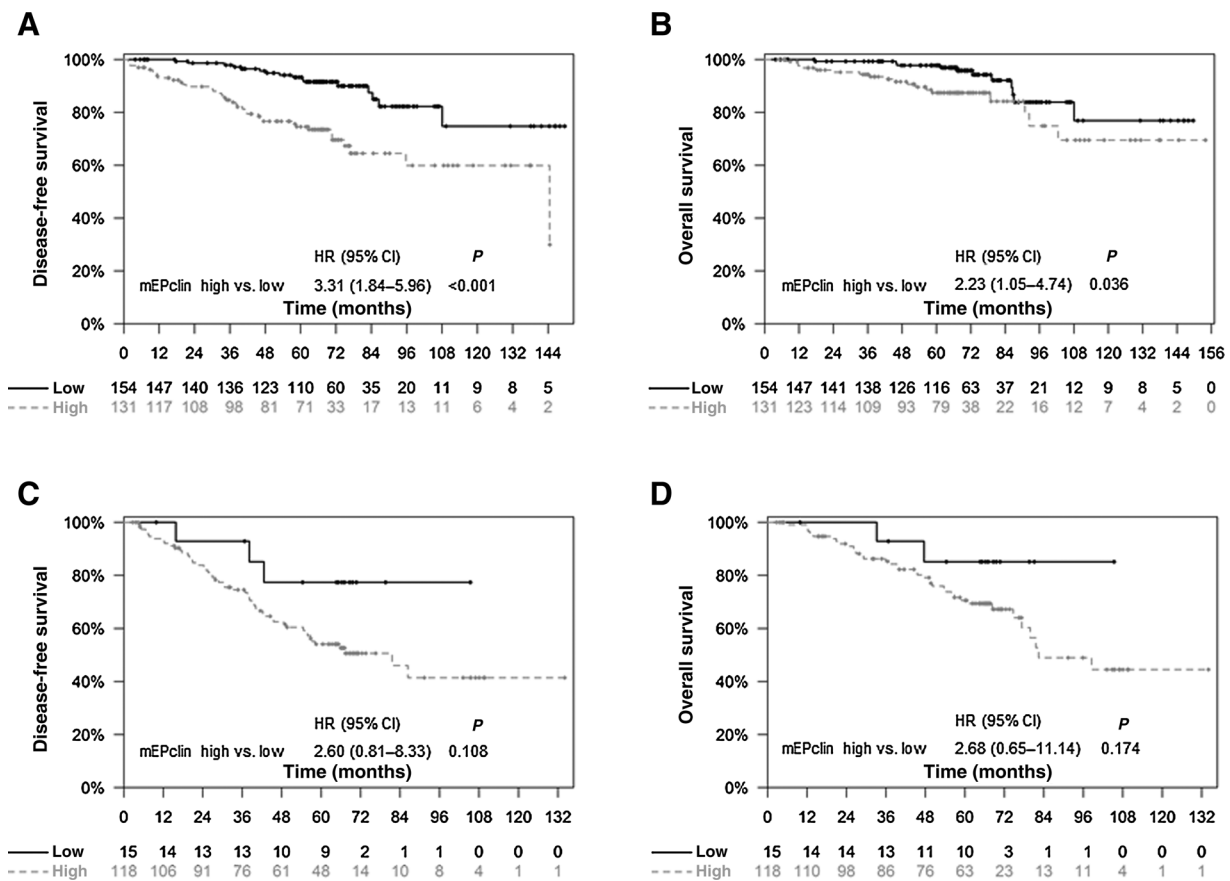 A
Disease-free survival
100%
80%
60%
40%
20%
0%
HR (95% CI) P
mEPclin high vs. low 3.31 (1.84–5.96) <0.001
Time (months)
0 12 24 36 48 60 72 84 96 108 120 132 144
Low 154 147 140 136 123 110 60 35 20 11 9 8 5
High 131 117 108 98 81 71 33 17 13 11 6 4 2
B
Overall survival
100%
80%
60%
40%
20%
0%
HR (95% CI) P
mEPclin high vs. low 2.23 (1.05–4.74) 0.036
Time (months)
0 12 24 36 48 60 72 84 96 108 120 132 144 156
Low 154 147 141 138 126 116 63 37 21 12 9 8 5 0
High 131 123 114 109 93 79 38 22 16 12 7 4 2 0
C
Disease-free survival
100%
80%
60%
40%
20%
0%
HR (95% CI) P
mEPclin high vs. low 2.60 (0.81–8.33) 0.108
Time (months)
0 12 24 36 48 60 72 84 96 108 120 132
Low 15 14 13 13 10 9 2 1 1 0 0 0
High 118 106 91 76 61 48 14 10 8 4 1 1
D
Overall survival
100%
80%
60%
40%
20%
0%
HR (95% CI) P
mEPclin high vs. low 2.68 (0.65–11.14) 0.174
Time (months)
0 12 24 36 48 60 72 84 96 108 120 132
Low 15 14 14 13 11 10 3 1 1 0 0 0
High 118 110 98 86 76 63 23 13 11 4 1 1